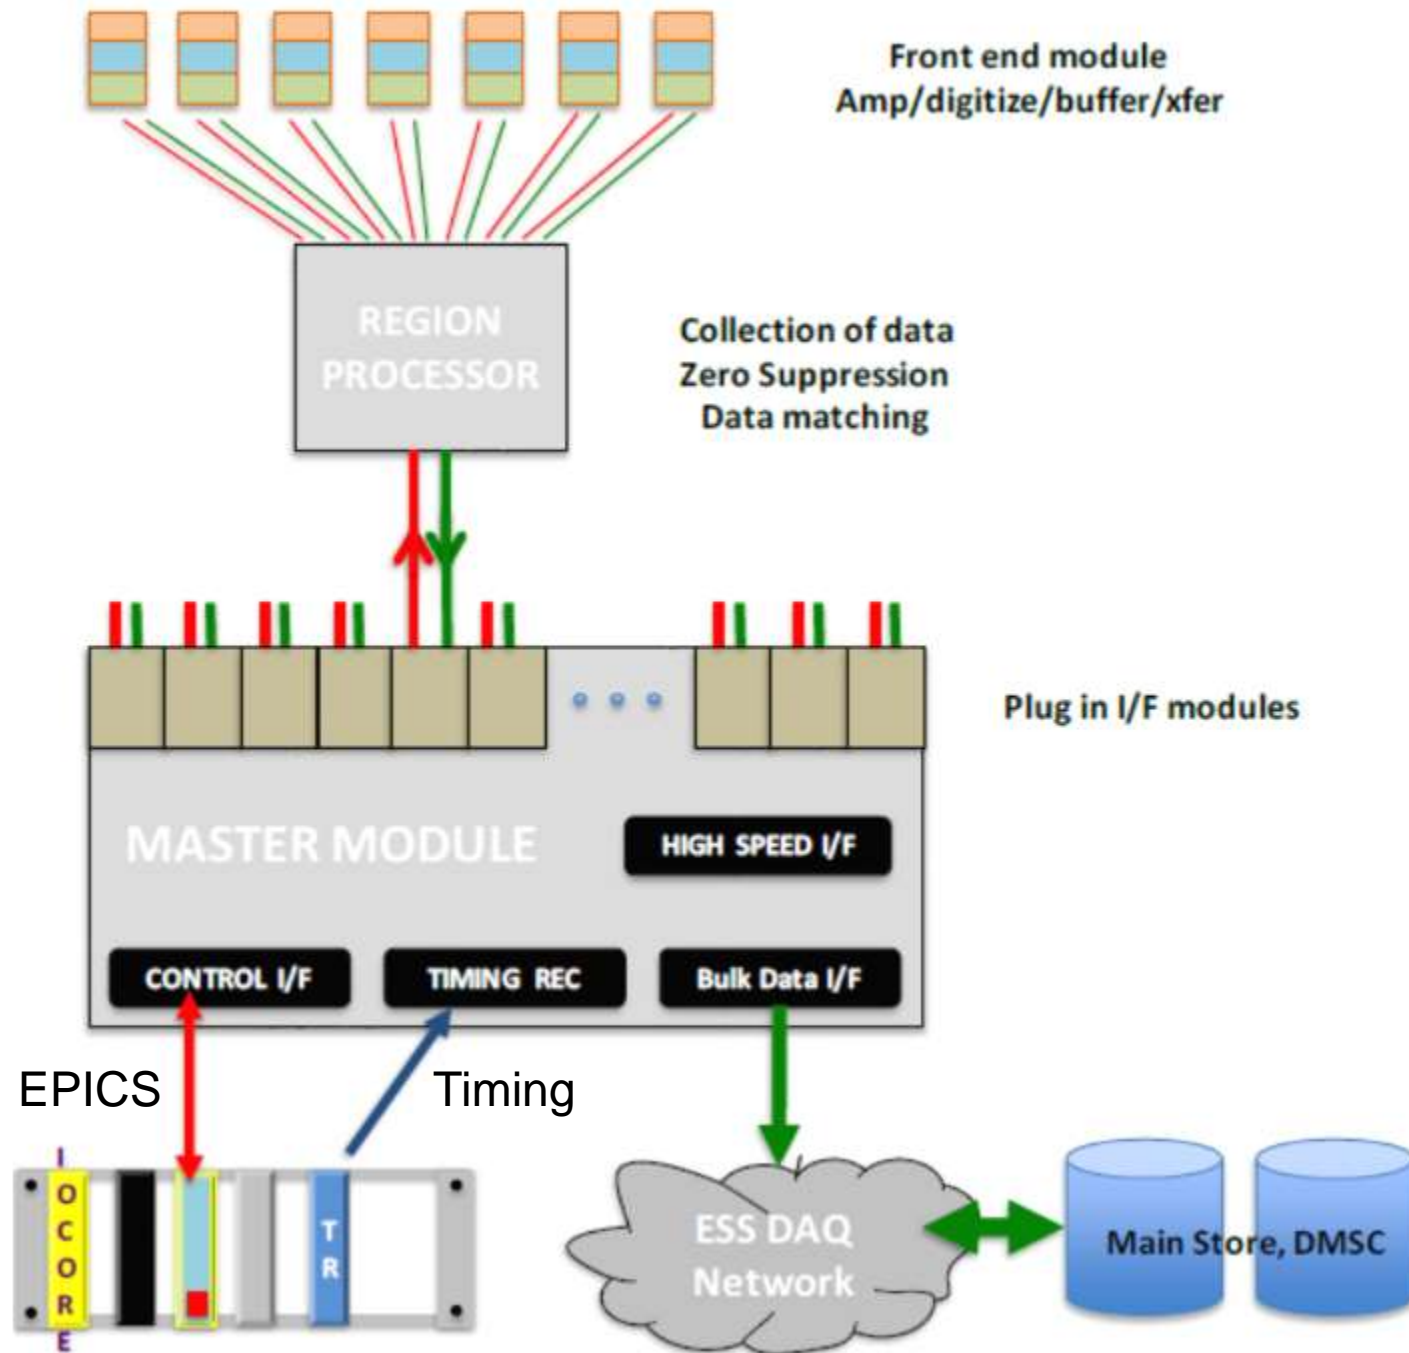 Front end module
Amp/digitize/buffer/xfer
REGION
PROCESSOR
Collection of data
Zero Suppression
Data matching
Plug in I/F modules
MASTER MODULE
HIGH SPEED I/F
CONTROL I/F
TIMING REC
Bulk Data I/F
EPICS
Timing
IOCORE
TR
ESS DAQ
Network
Main Store, DMSC